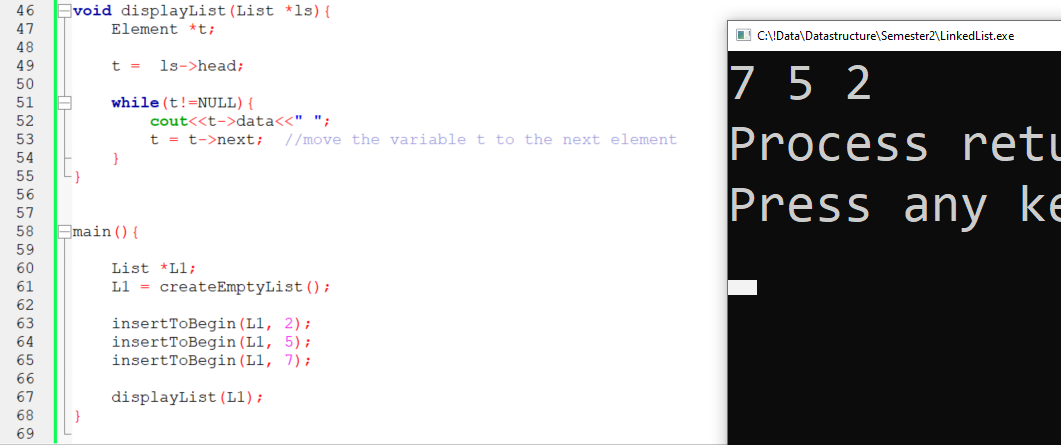 46 void displayList(List *ls){
47 Element *t;
48
49 t =  ls->head;
50
51 while(t!=NULL){
52 cout<<t->data<<" ";
53 t = t->next;  //move the variable t to the next element
54 }
55 }
56
57
58 main(){
59
60 List *L1;
61 L1 = createEmptyList();
62
63 insertToBegin(L1, 2);
64 insertToBegin(L1, 5);
65 insertToBegin(L1, 7);
66
67 displayList(L1);
68 }
69
C:\!Data\Datastructure\Semester2\LinkedList.exe
7 5 2
Process
Press any